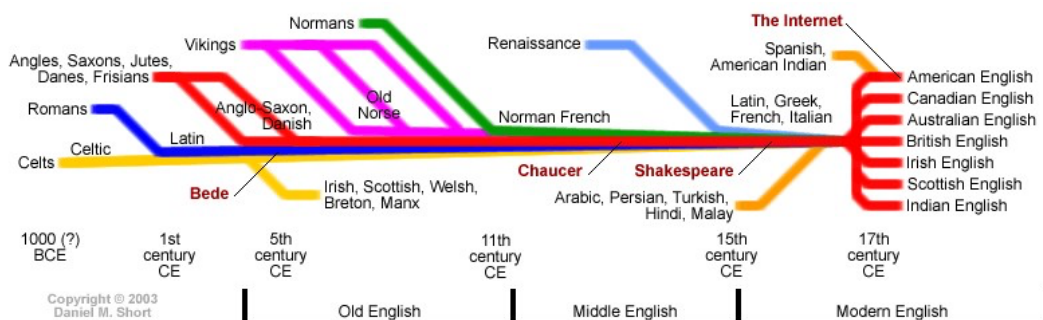 The Internet
Normans
Vikings
Renaissance
Spanish,
American Indian
Angles, Saxons, Jutes,
Danes, Frisians
American English
Romans
Anglo-Saxon,
Danish
Old
Norse
Norman French
Latin, Greek,
French, Italian
Canadian English
Australian English
Latin
British English
Celts
Celtic
Irish English
Bede
Irish, Scottish, Welsh,
Breton, Manx
Chaucer
Shakespeare
Arabic, Persian, Turkish,
Hindi, Malay
Scottish English
Indian English
1000 (?)
BCE
1st
century
CE
5th
century
CE
11th
century
CE
15th
century
CE
17th
century
CE
Copyright © 2003
Daniel M. Short
Old English
Middle English
Modern English